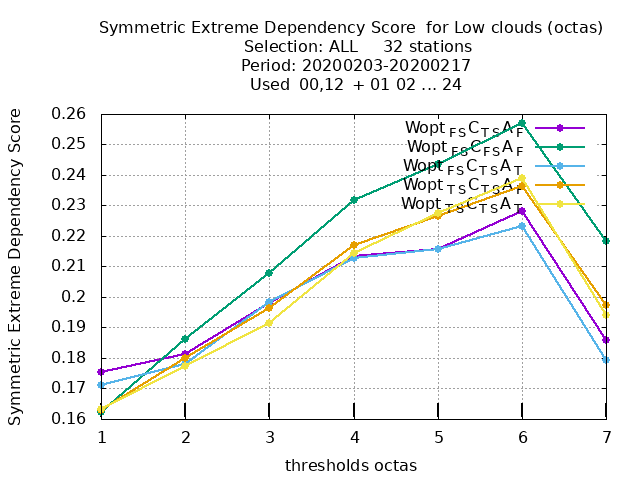 Symmetric Extreme Dependency Score for Low clouds (octas)
Selection: ALL 32 stations
Period: 20200203-20200217
Used 00,12 + 01 02 ... 24
Symmetric Extreme Dependency Score
0.26
0.25
0.24
0.23
0.22
0.21
0.2
0.19
0.18
0.17
0.16
Wopt FS C TS A F
Wopt FS C FS A F
Wopt FS C TS A T
Wopt TS C TS A
Wopt TS C TS A T
1 2 3 4 5 6 7
thresholds octas